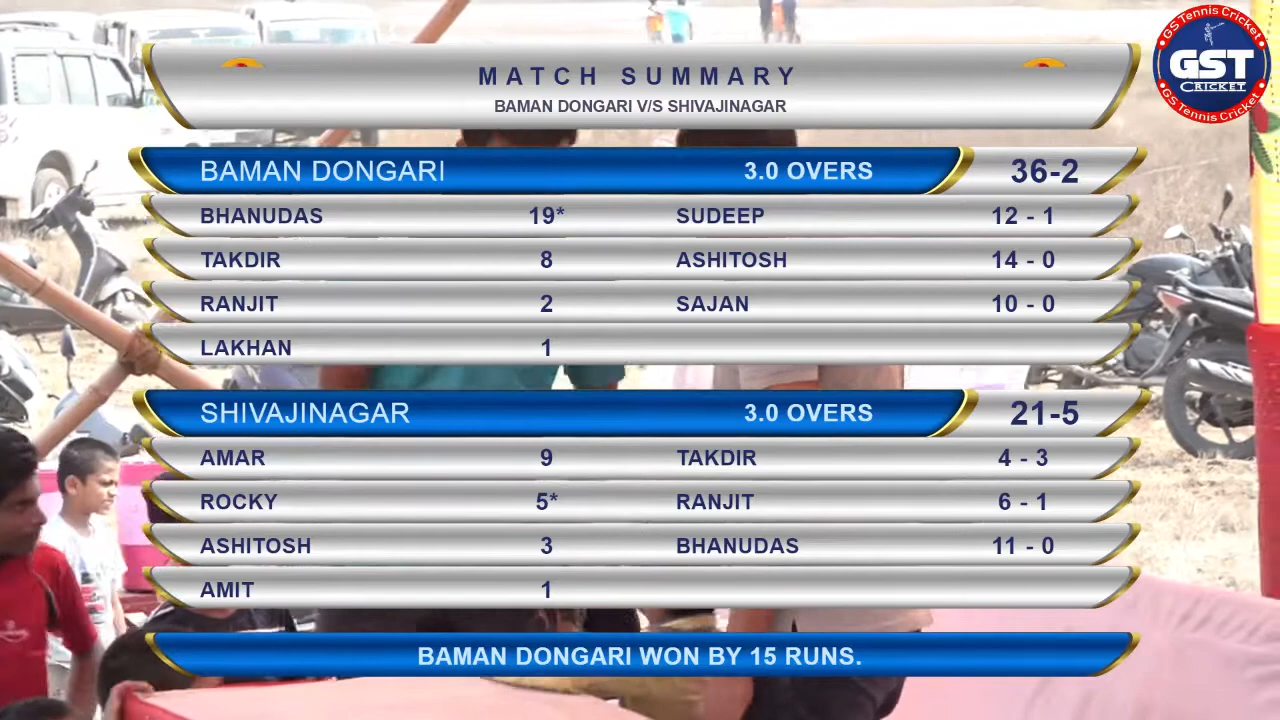 MATCH SUMMARY
BAMAN DONGARI V/S SHIVAJINAGAR
GS Tennis Cricket
GST
CRICKET
GS Tennis Cricket
BAMAN DONGARI 3.0 OVERS 36-2
BHANUDAS 19* SUDEEP 12 - 1
TAKDIR 8 ASHITOSH 14 - 0
RANJIT 2 SAJAN 10 - 0
LAKHAN 1
SHIVAJINAGAR 3.0 OVERS 21-5
AMAR 9 TAKDIR 4 - 3
ROCKY 5* RANJIT 6 - 1
ASHITOSH 3 BHANUDAS 11 - 0
AMIT 1
BAMAN DONGARI WON BY 15 RUNS.